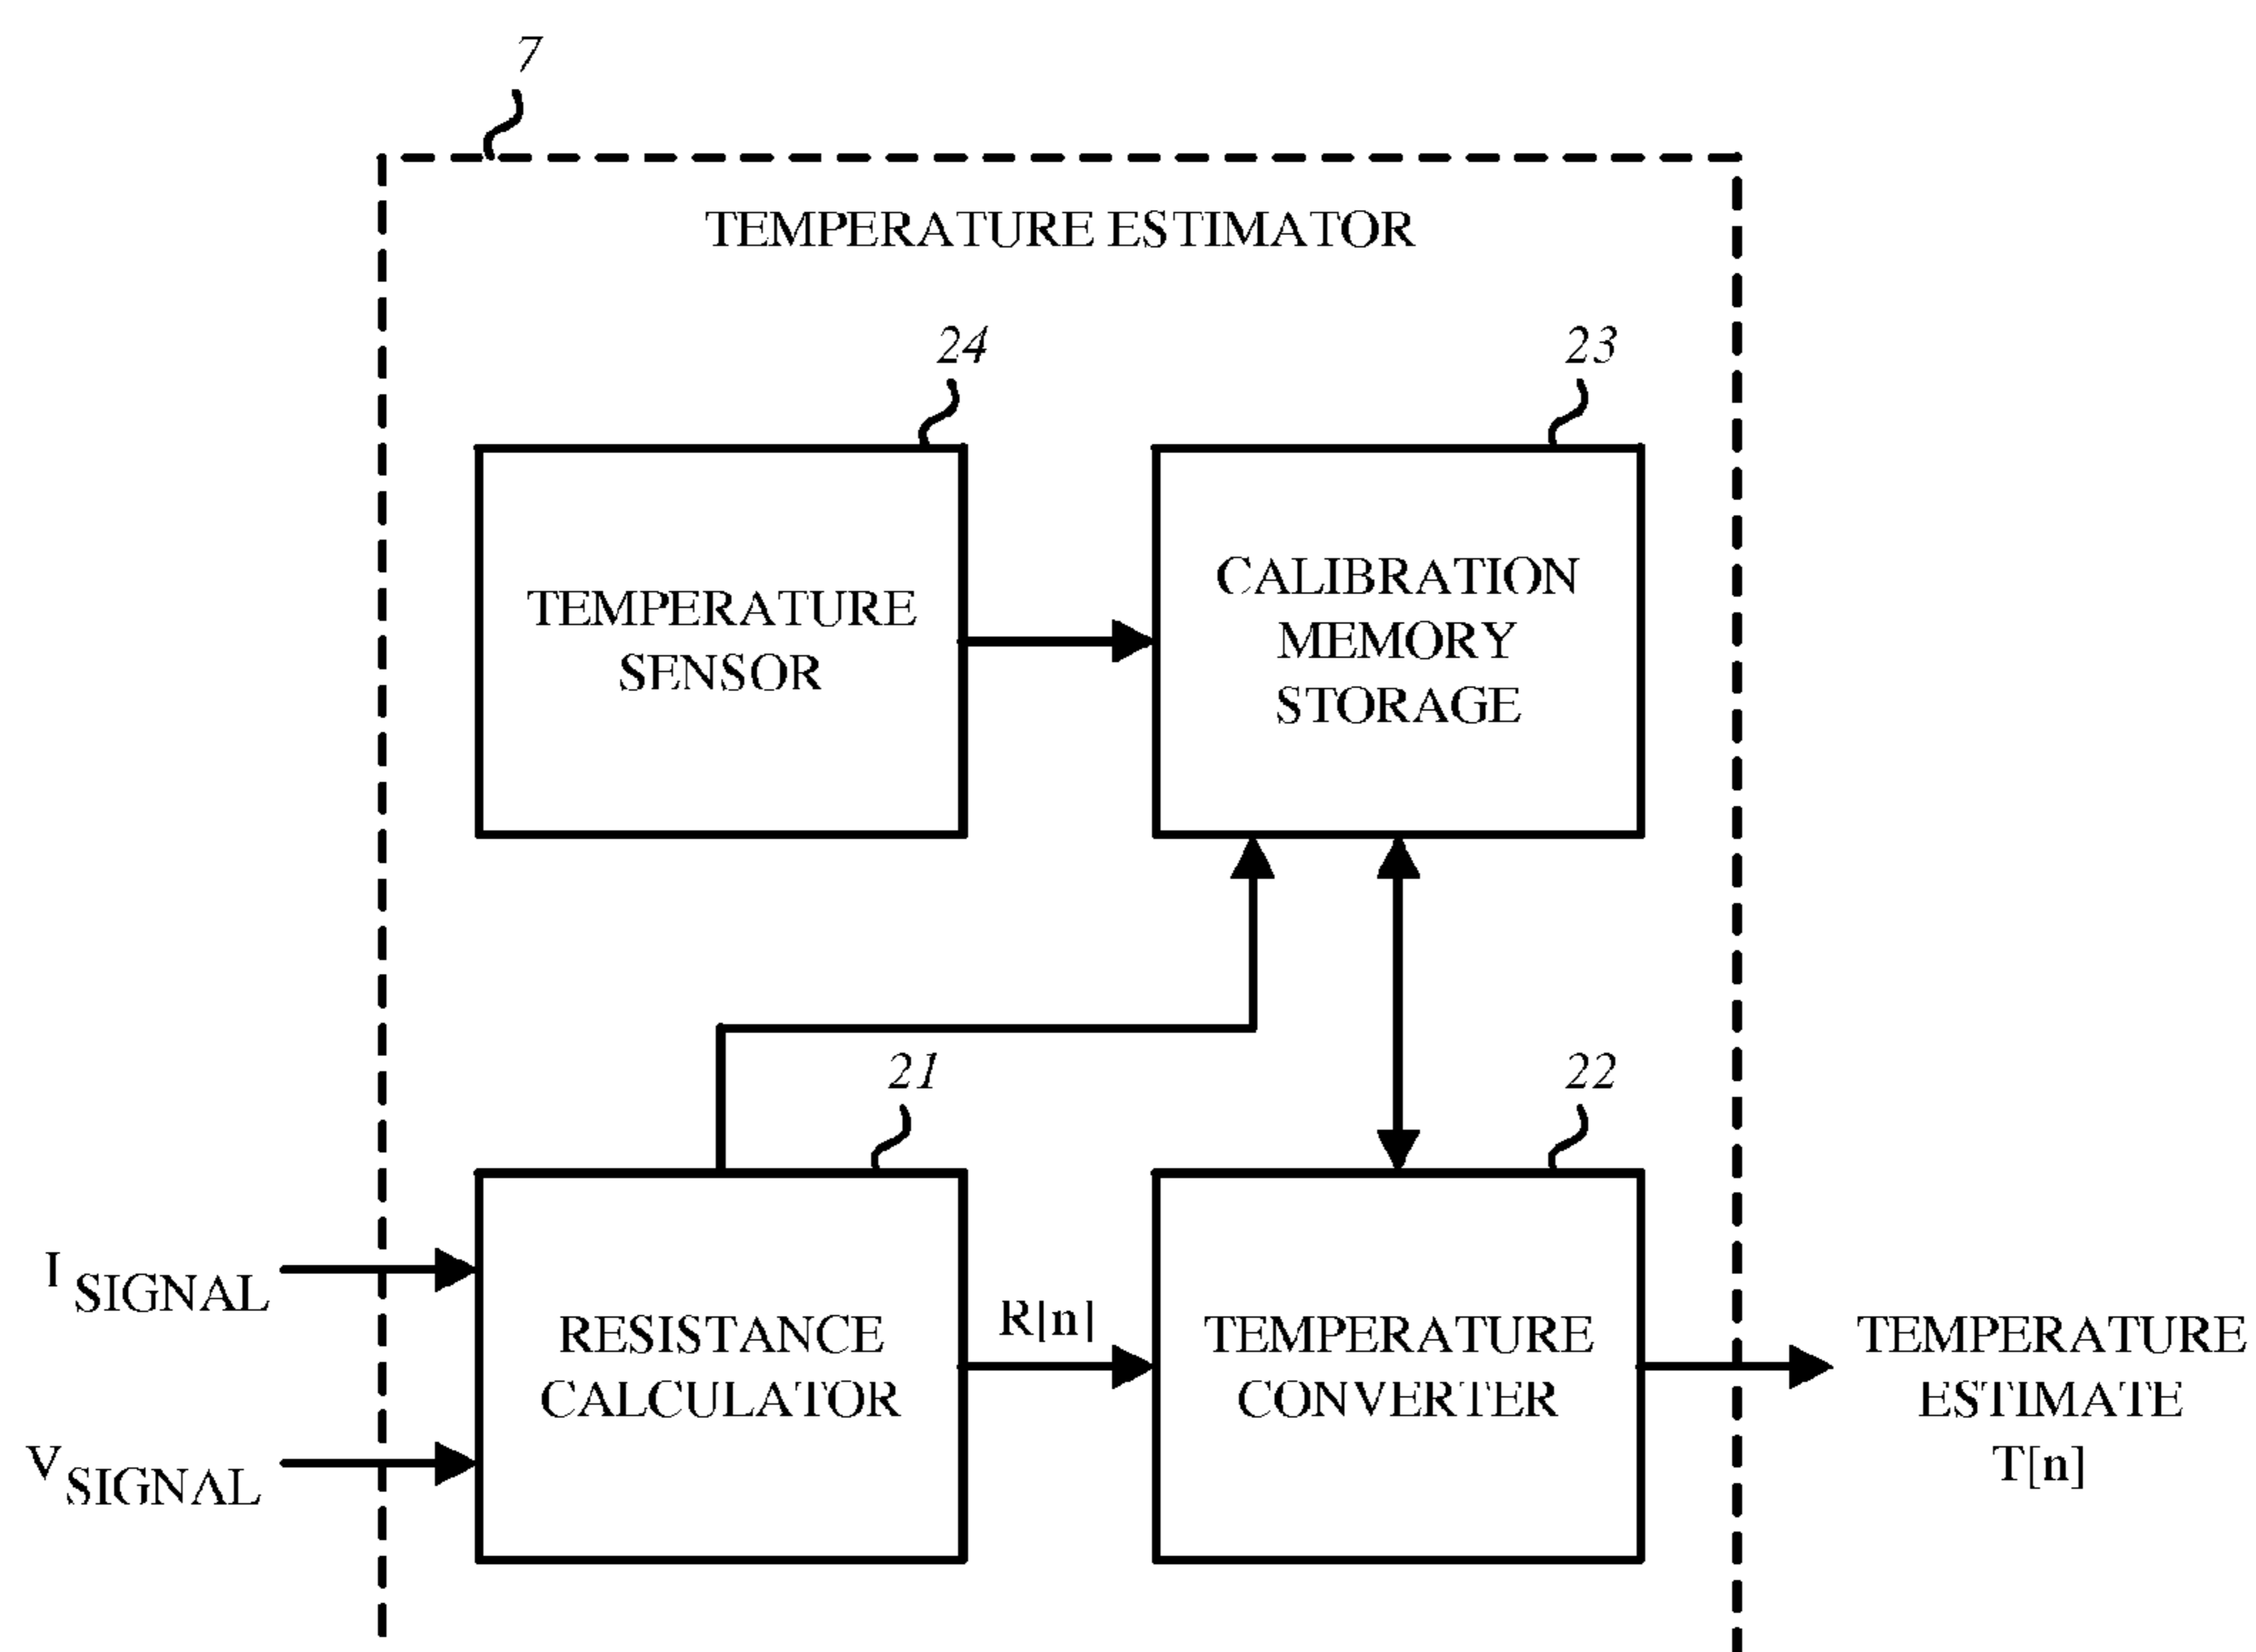 7
TEMPERATURE ESTIMATOR
24
23
TEMPERATURE
SENSOR
CALIBRATION
MEMORY
STORAGE
21
22
I SIGNAL
V SIGNAL
RESISTANCE
CALCULATOR
R[n]
TEMPERATURE
CONVERTER
TEMPERATURE
ESTIMATE
T[n]